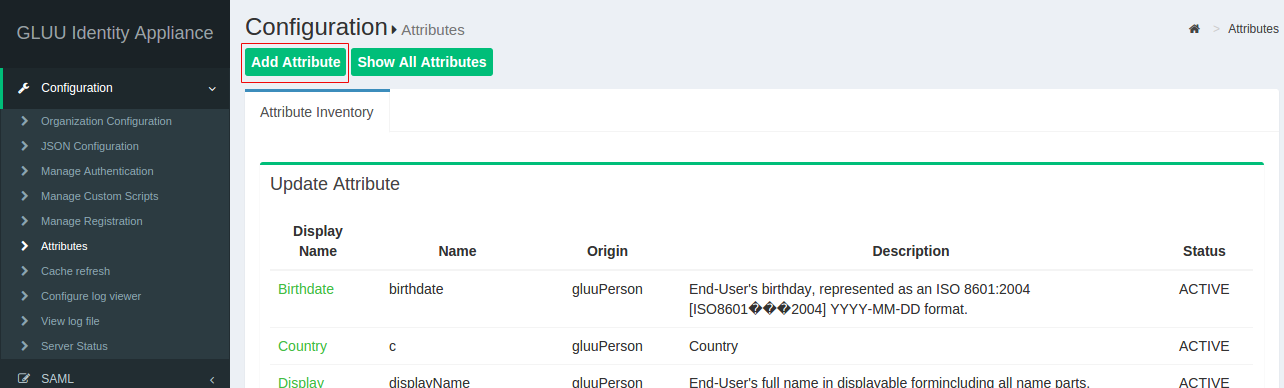 GLUU Identity Appliance
Configuration
Organization Configuration
JSON Configuration
Manage Authentication
Manage Custom Scripts
Manage Registration
Attributes
Cache refresh
Configure log viewer
View log file
Server Status
SAML
Configuration Attributes
> Attributes
Add Attribute Show All Attributes
Attribute Inventory
Update Attribute
Display
Name Name Origin Description Status
Birthdate birthdate gluuPerson End-User's birthday, represented as an ISO 8601:2004 ACTIVE
[ISO8601���2004] YYYY-MM-DD format.
Country c gluuPerson Country ACTIVE
Display displayName gluuPerson End-User's full name in displayable formincluding all name parts, ACTIVE